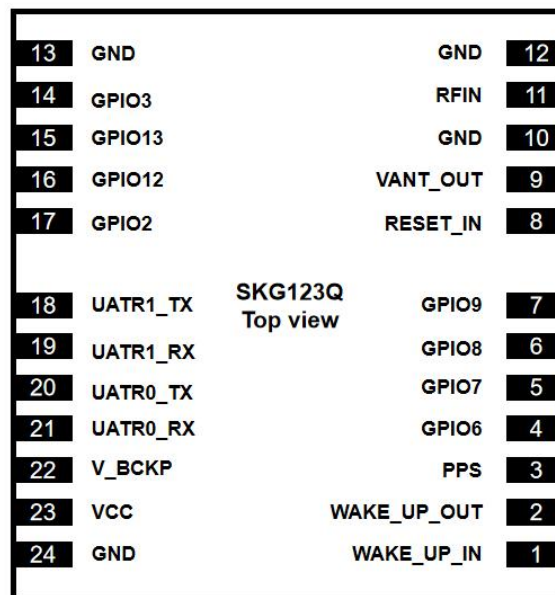 13 GND GND 12
14 GPIO3 RFIN 11
15 GPIO13 GND 10
16 GPIO12 VANT_OUT 9
17 GPIO2 RESET_IN 8
SKG123Q
Top view
18 UATR1_TX GPIO9 7
19 UATR1_RX GPIO8 6
20 UATR0_TX GPIO7 5
21 UATR0_RX GPIO6 4
22 V_BCKP PPS 3
23 VCC WAKE_UP_OUT 2
24 GND WAKE_UP_IN 1